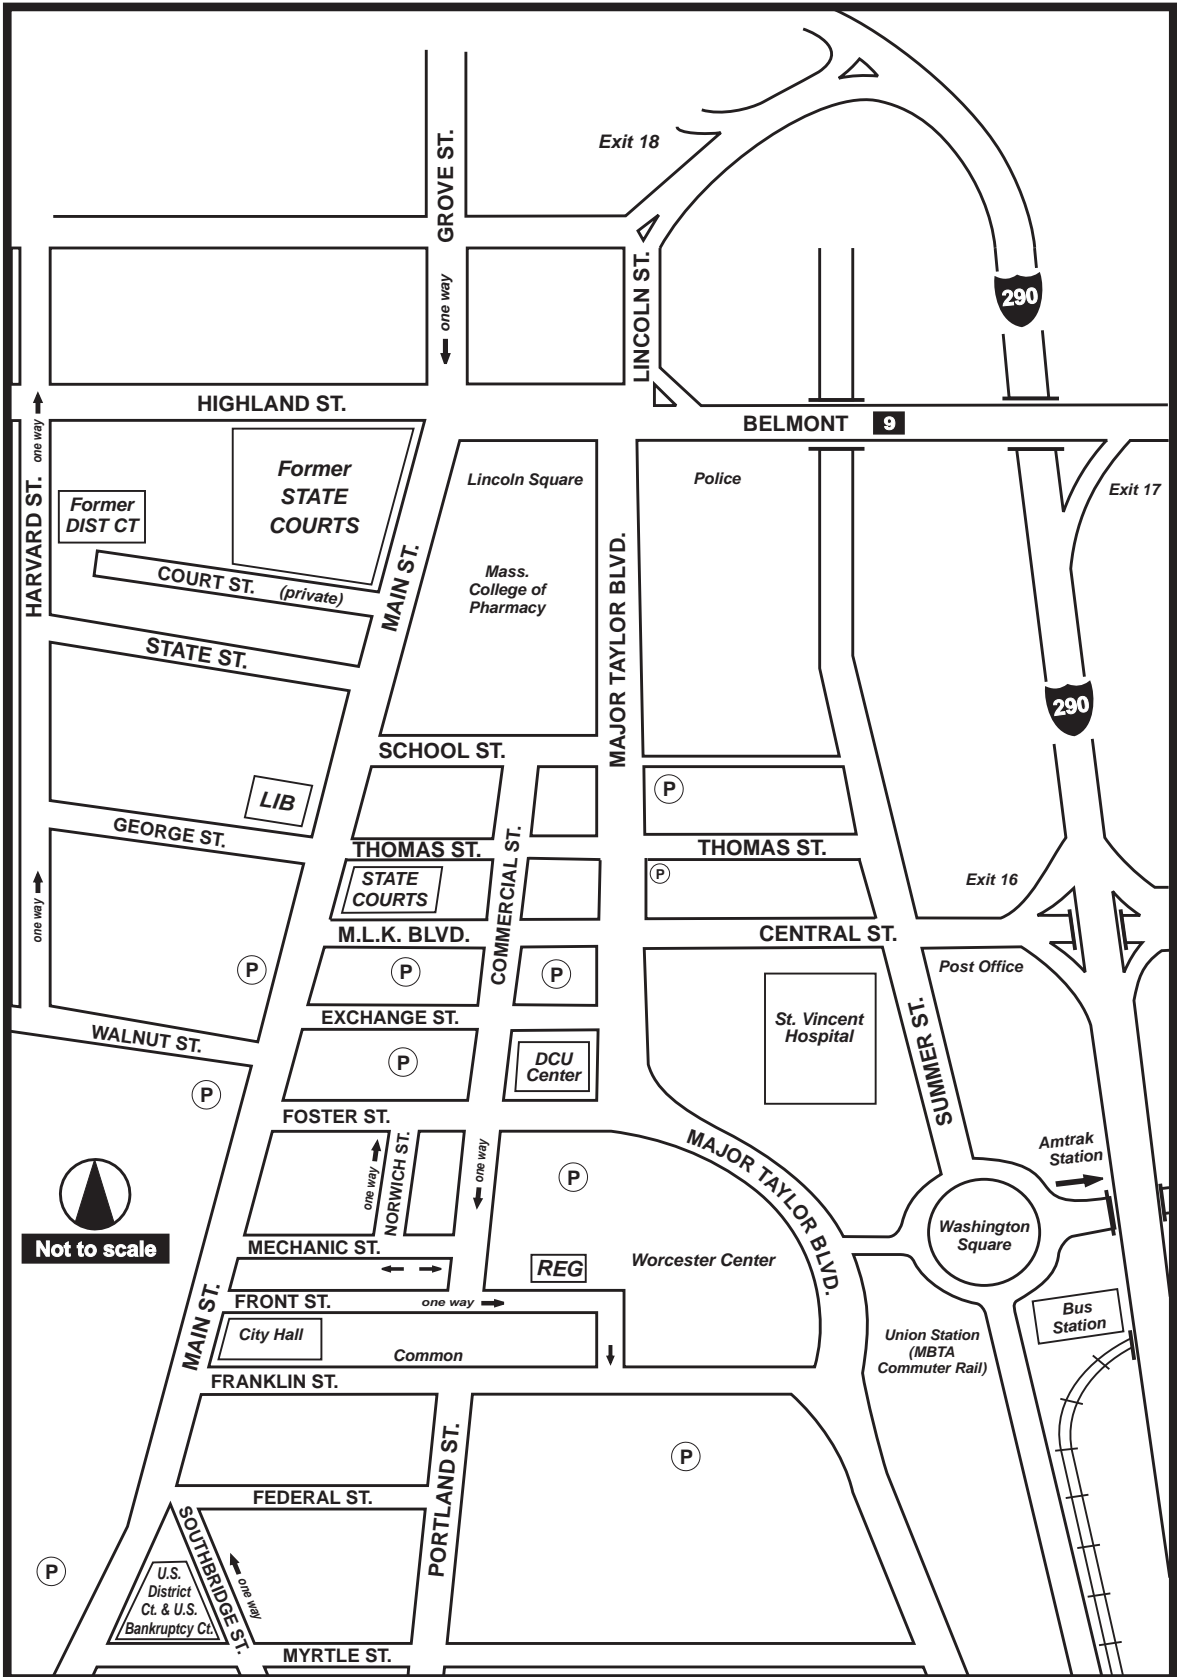 Exit 18
GROVE ST.
one way
LINCOLN ST.
290
HIGHLAND ST.
BELMONT 9
one way
HARVARD ST.
Former
STATE
COURTS
Former
DIST CT
COURT ST. (private)
MAIN ST.
Lincoln Square
Mass.
College of
Pharmacy
MAJOR TAYLOR BLVD.
Police
Exit 17
STATE ST.
290
SCHOOL ST.
LIB
P
GEORGE ST.
THOMAS ST.
COMMERCIAL ST.
THOMAS ST.
one way
STATE
COURTS
P
Exit 16
M.L.K. BLVD.
CENTRAL ST.
P
P
P
Post Office
St. Vincent
Hospital
SUMMER ST.
EXCHANGE ST.
WALNUT ST.
P
P
DCU
Center
FOSTER ST.
NORWICH ST.
one way
one way
P
MAJOR TAYLOR BLVD.
Amtrak
Station
Not to scale
MECHANIC ST.
REG
Worcester Center
Washington
Square
MAIN ST.
FRONT ST.
one way
City Hall
Common
Union Station
(MBTA
Commuter Rail)
Bus
Station
FRANKLIN ST.
PORTLAND ST.
P
FEDERAL ST.
SOUTHBRIDGE ST.
one way
P
U.S.
District
Ct. & U.S.
Bankruptcy Ct.
MYRTLE ST.